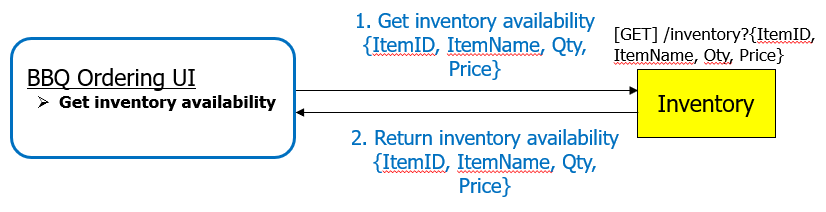 1. Get inventory availability
{ItemID, ItemName, Qty,
Price}
[GET] /inventory?{ItemID,
ItemName, Qty, Price}
BBQ Ordering UI
➢ Get inventory availability
Inventory
2. Return inventory availability
{ItemID, ItemName, Qty,
Price}